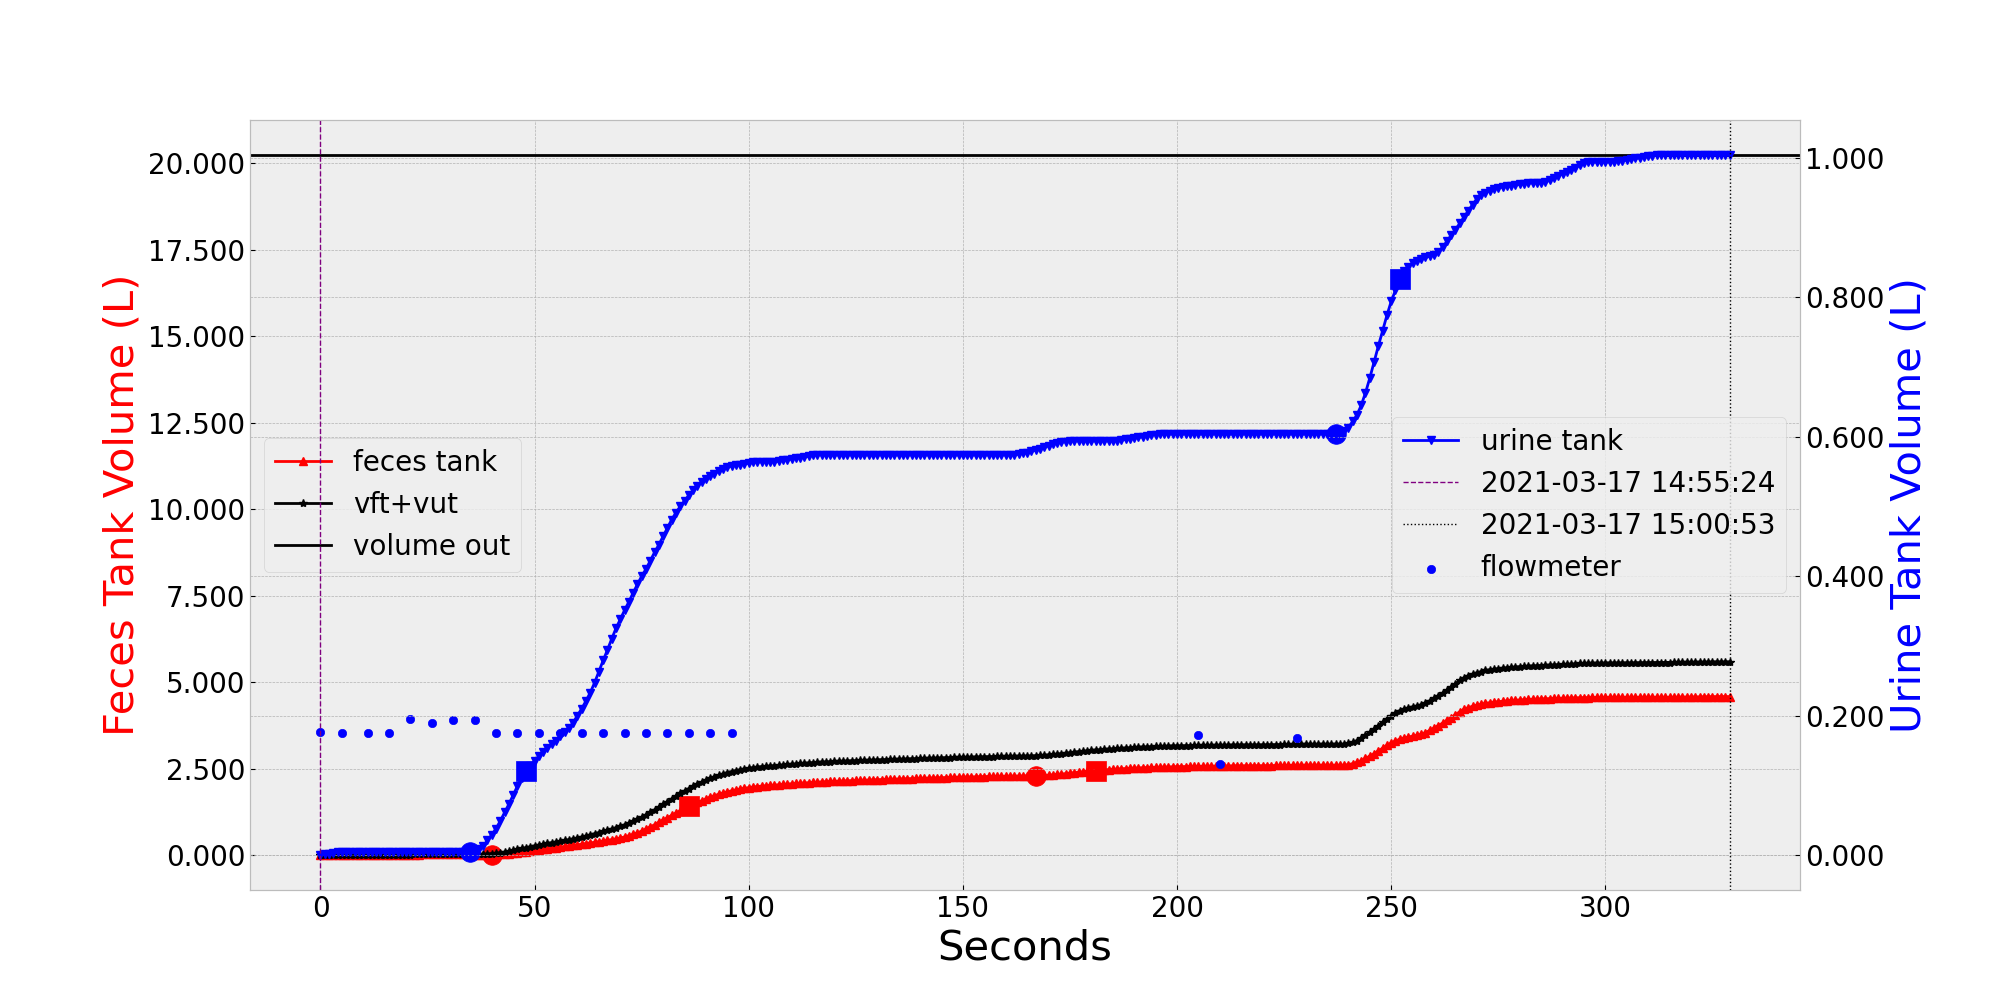 Feces Tank Volume (L)
20.000
17.500
15.000
12.500
10.000
7.500
5.000
2.500
0.000
feces tank
vft+vut
volume out
urine tank
2021-03-17 14:55:24
2021-03-17 15:00:53
flowmeter
1.000
0.800
0.600
0.400
0.200
0.000
Urine Tank Volume (L)
0 50 100 150 200 250 300
Seconds